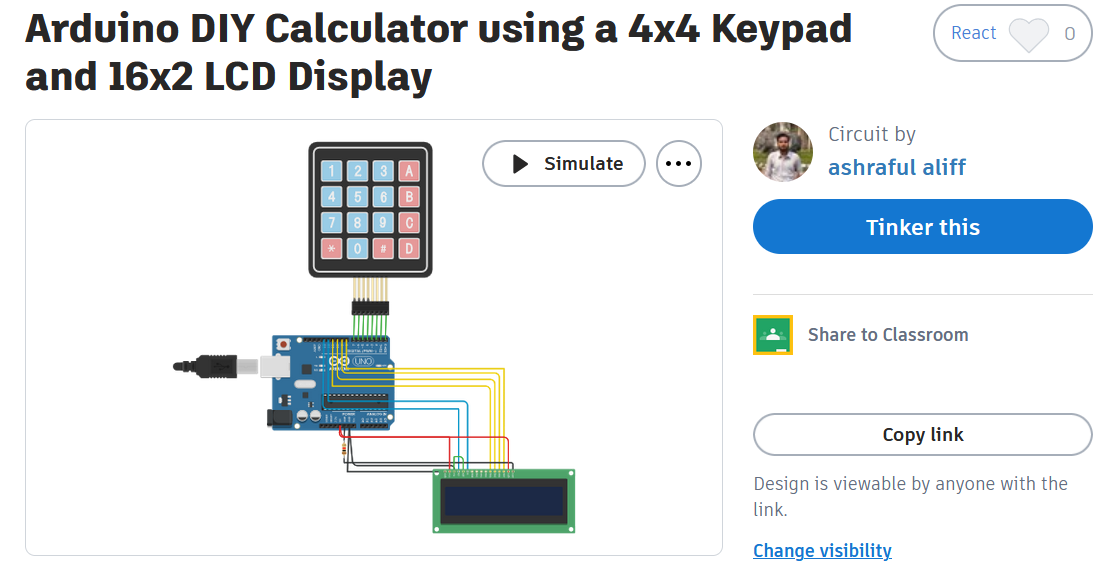 Arduino DIY Calculator using a 4x4 Keypad
and 16x2 LCD Display
React 0
Simulate
1 2 3 A
4 5 6 B
7 8 9 C
* 0 # D
UNO
Circuit by
ashraful aliff
Tinker this
Share to Classroom
Copy link
Design is viewable by anyone with the
link.
Change visibility